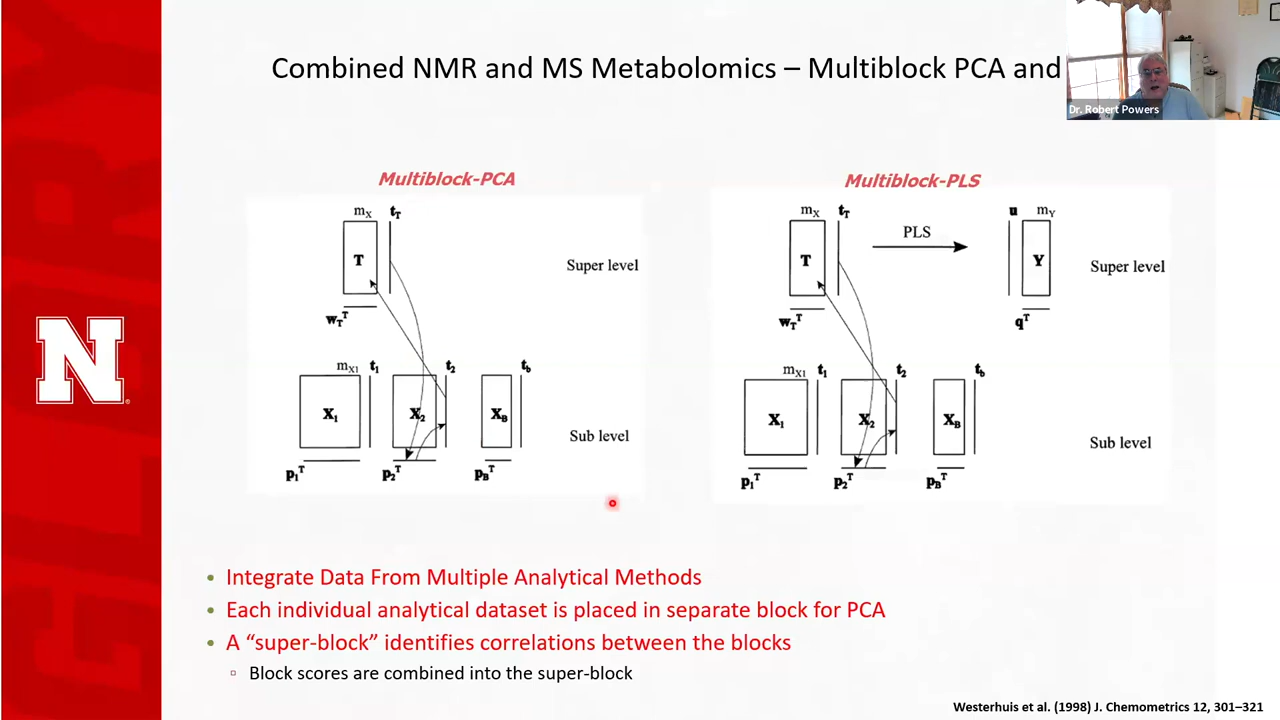 Combined NMR and MS Metabolomics – Multiblock PCA and
Dr. Robert Powers
Multiblock-PCA
mX tT
T
Super level
wTT
mX1 t1 t2 tb
X1 X2 XB
Sub level
p1T p2T pBT
Multiblock-PLS
mX tT PLS u mY
T Y
Super level
wTT qT
mX1 t1 t2 tb
X1 X2 XB
Sub level
p1T p2T pBT
N
GLORY
• Integrate Data From Multiple Analytical Methods
• Each individual analytical dataset is placed in separate block for PCA
• A “super-block” identifies correlations between the blocks
▫ Block scores are combined into the super-block
Westerhuis et al. (1998) J. Chemometrics 12, 301–321